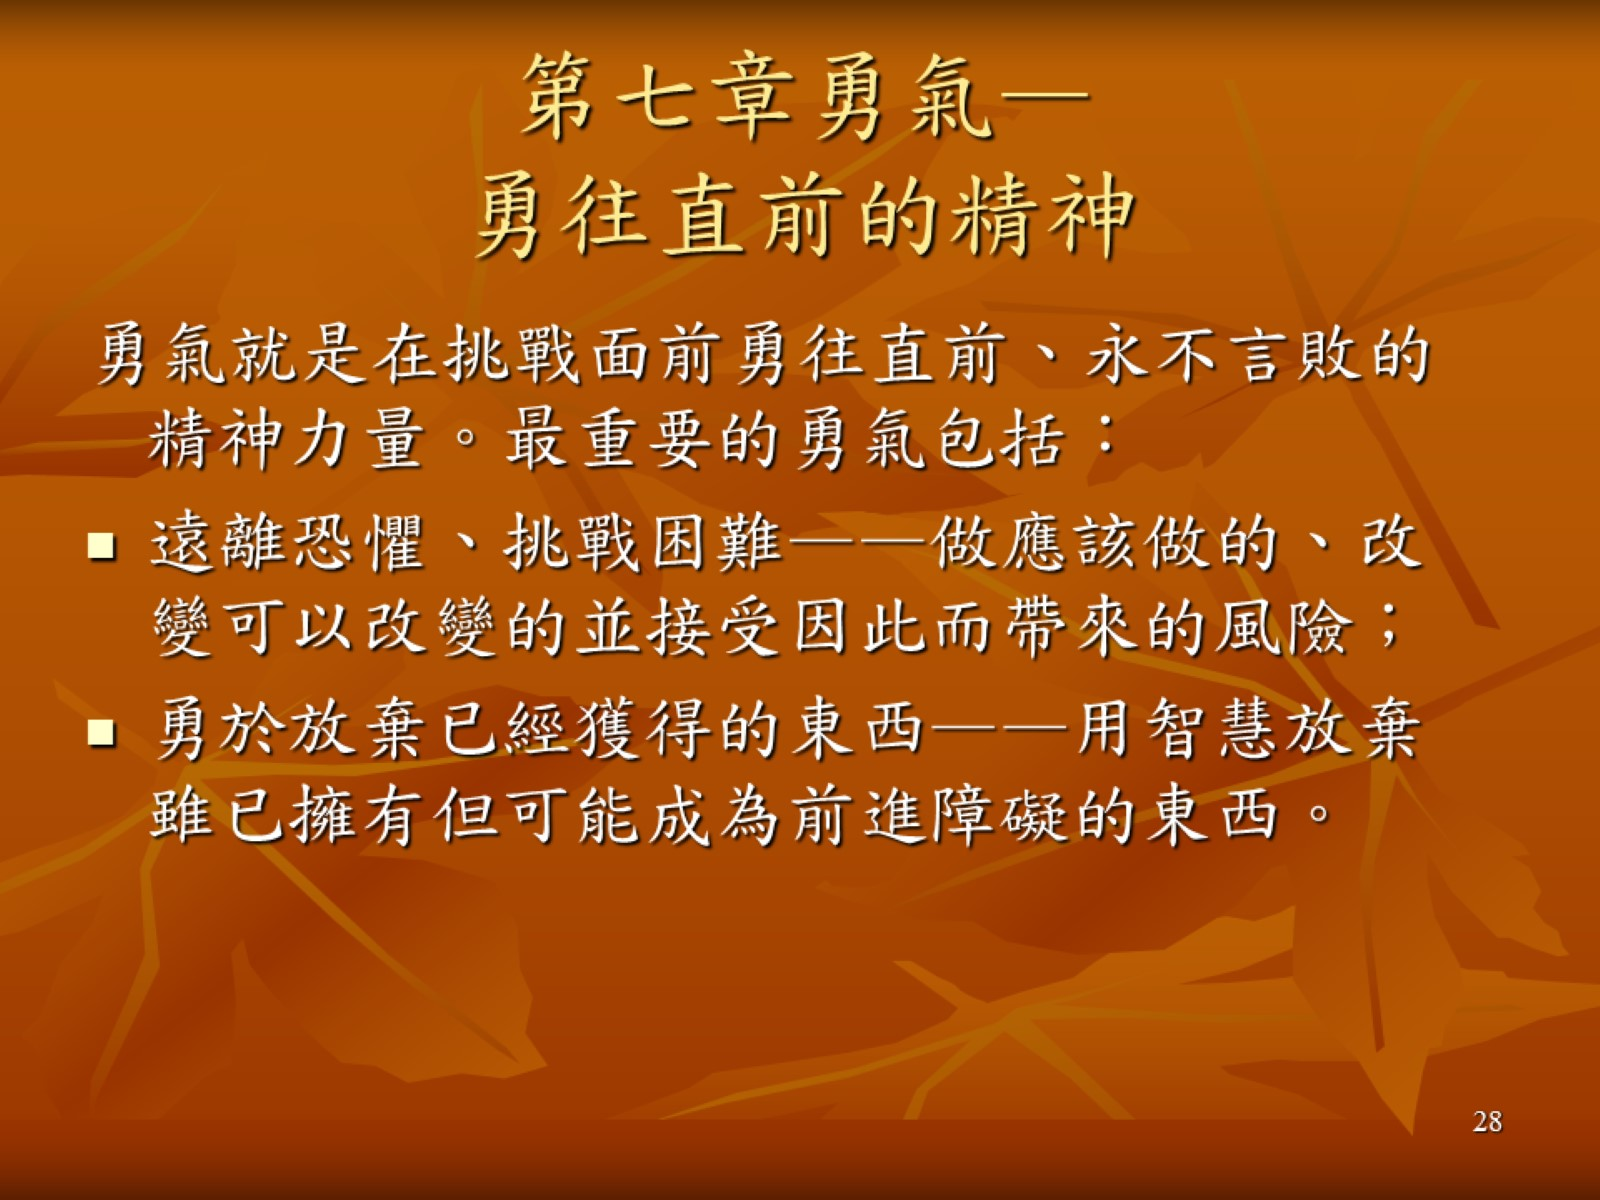 第七章勇氣—
勇往直前的精神
勇氣就是在挑戰面前勇往直前、永不言敗的
精神力量。最重要的勇氣包括：
遠離恐懼、挑戰困難——做應該做的、改
變可以改變的並接受因此而帶來的風險；
勇於放棄已經獲得的東西——用智慧放棄
雖已擁有但可能成為前進障礙的東西。
28